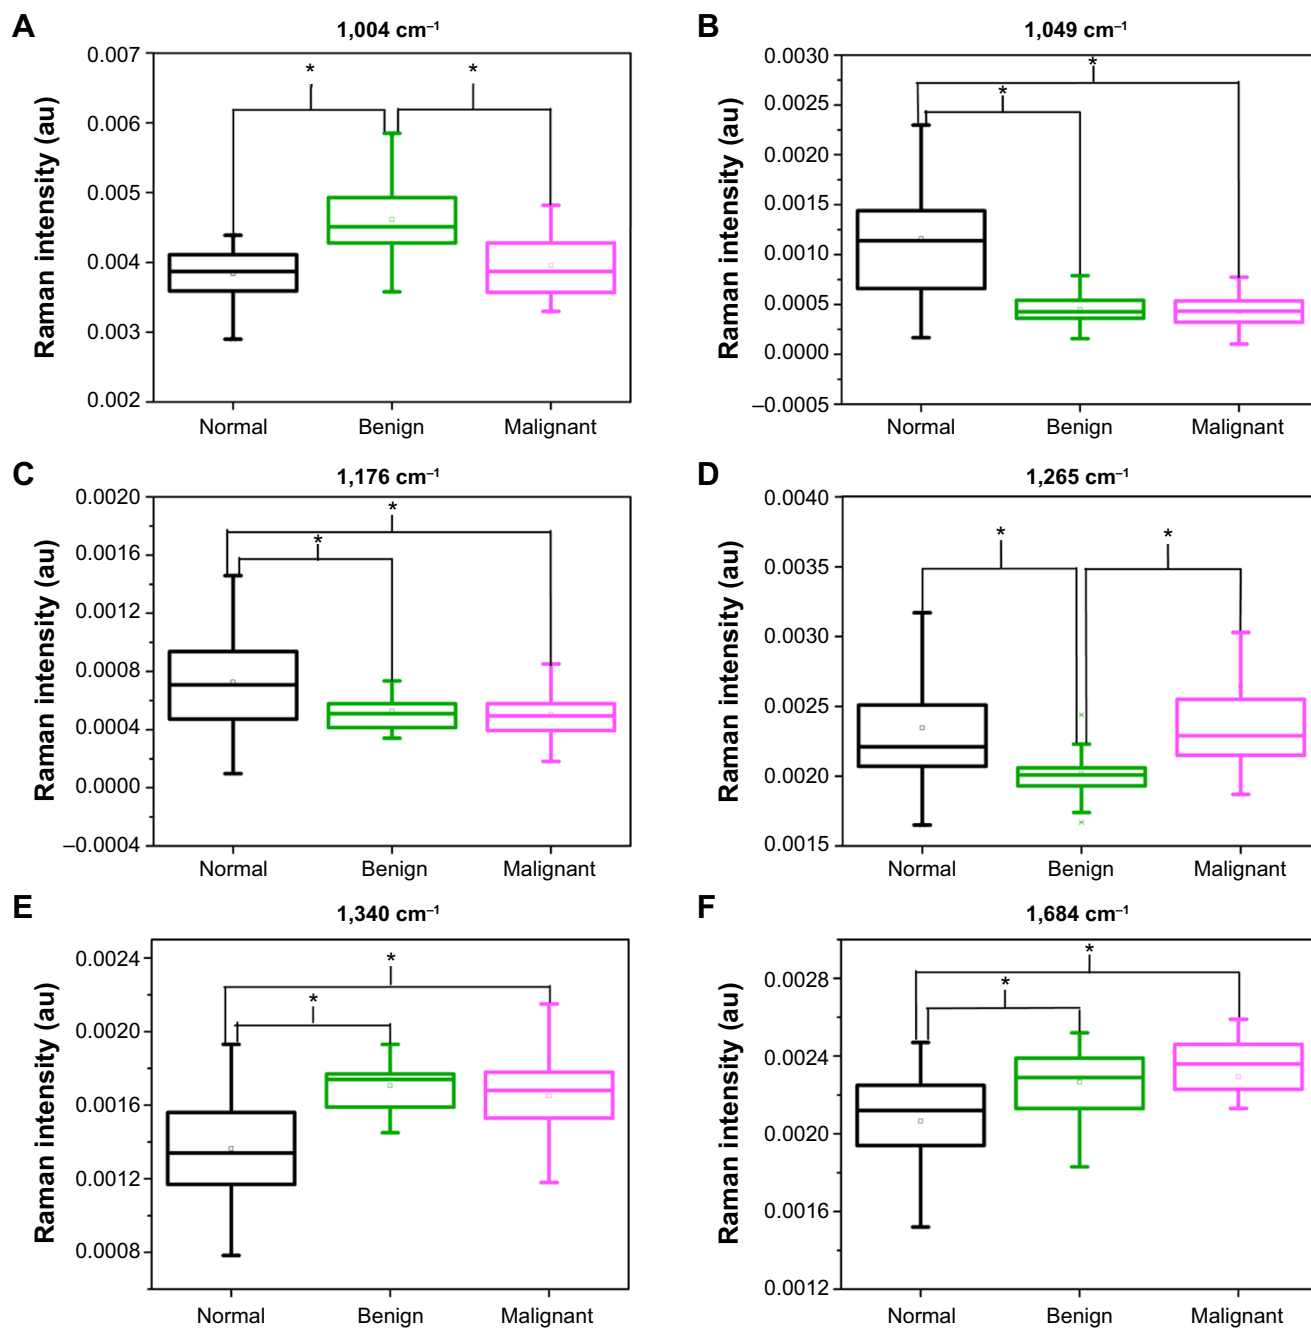 A
1,004 cm⁻¹
Raman intensity (au)
0.007
0.006
0.005
0.004
0.003
0.002
*
*
Normal
Benign
Malignant
B
1,049 cm⁻¹
Raman intensity (au)
0.0030
0.0025
0.0020
0.0015
0.0010
0.0005
0.0000
–0.0005
*
*
Normal
Benign
Malignant
C
1,176 cm⁻¹
Raman intensity (au)
0.0020
0.0016
0.0012
0.0008
0.0004
0.0000
–0.0004
*
*
Normal
Benign
Malignant
D
1,265 cm⁻¹
Raman intensity (au)
0.0040
0.0035
0.0030
0.0025
0.0020
0.0015
*
*
Normal
Benign
Malignant
E
1,340 cm⁻¹
Raman intensity (au)
0.0024
0.0020
0.0016
0.0012
0.0008
*
*
Normal
Benign
Malignant
F
1,684 cm⁻¹
Raman intensity (au)
0.0028
0.0024
0.0020
0.0016
0.0012
*
*
Normal
Benign
Malignant